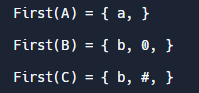 First(A) = { a, }
First(B) = { b, 0, }
First(C) = { b, #, }